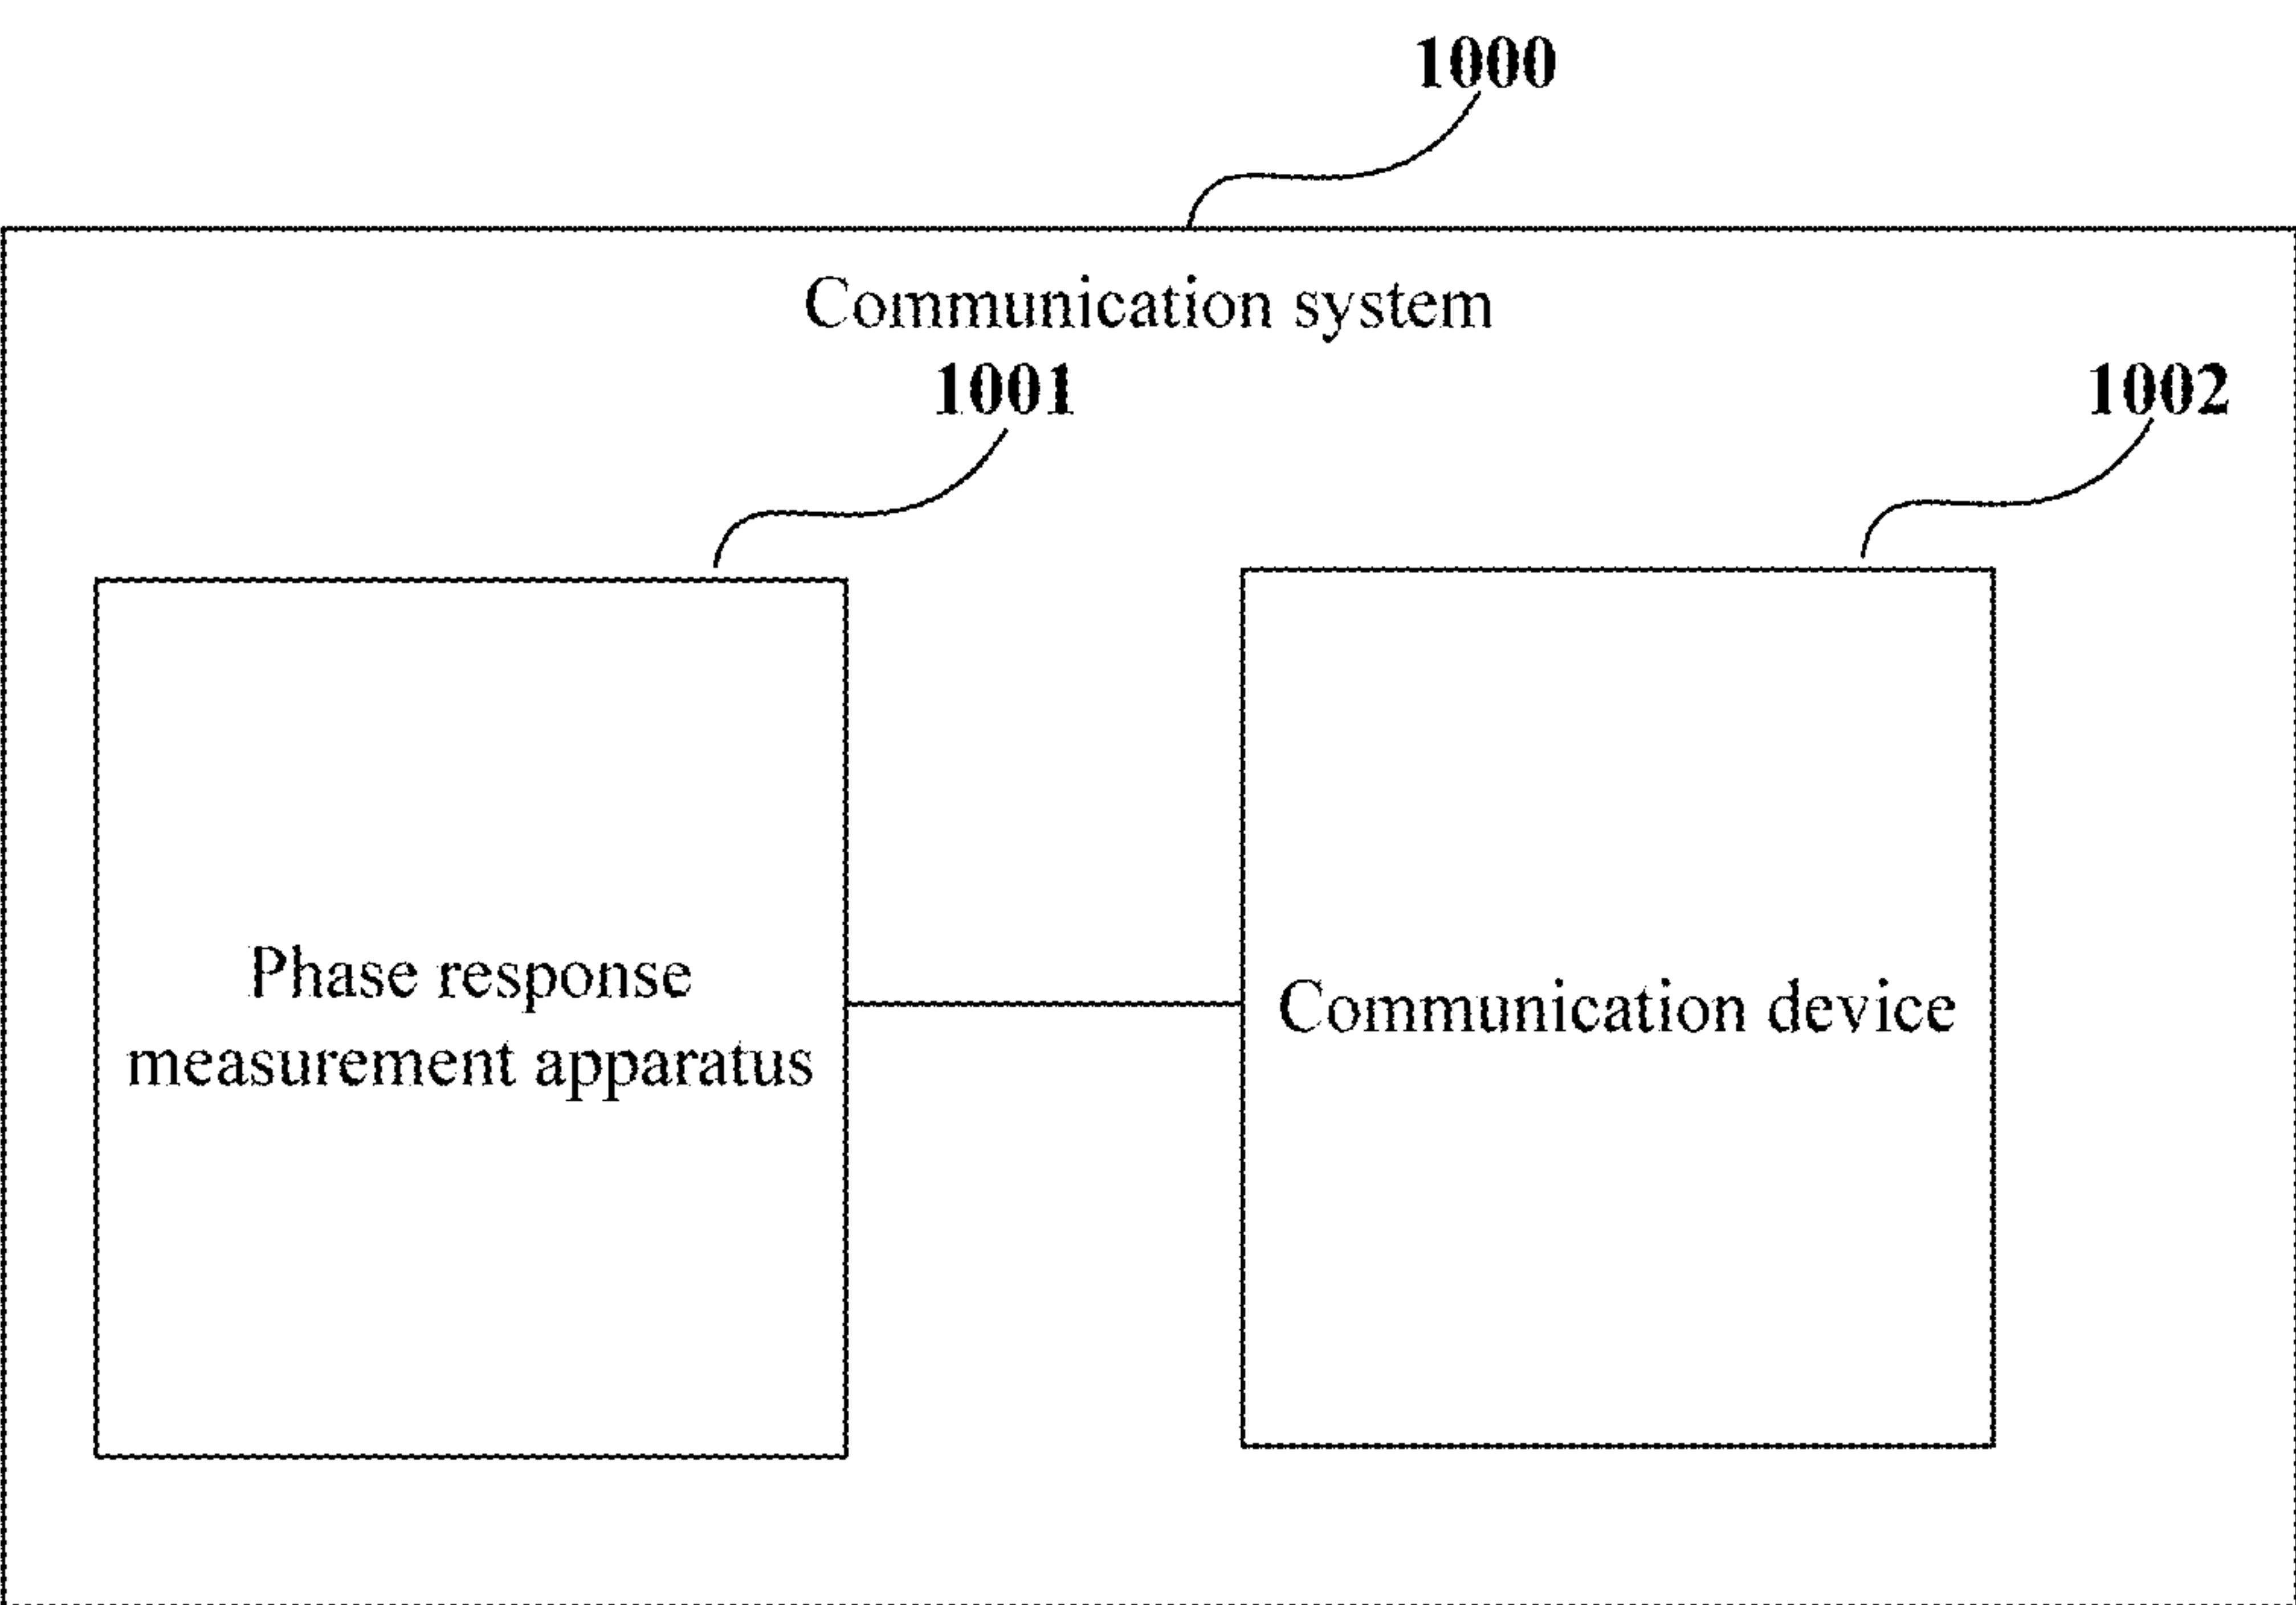 1000
Communication system
1001
1002
Phase response
measurement apparatus
Communication device